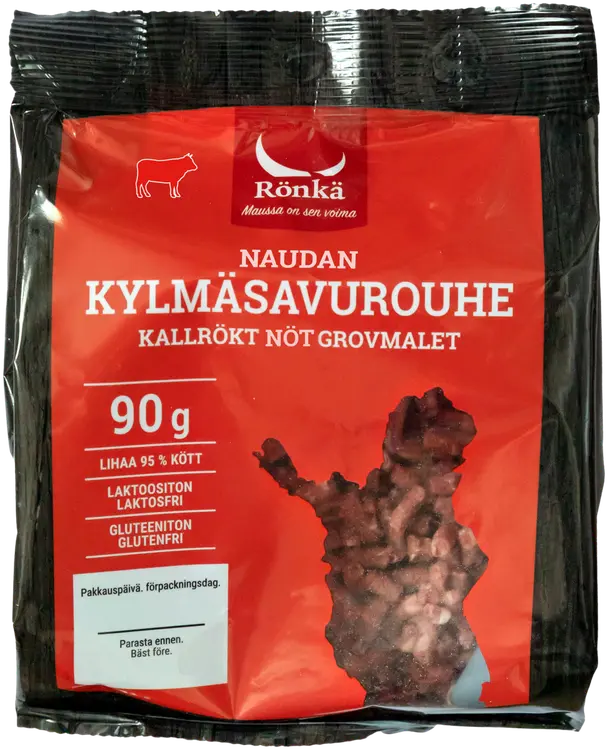 Rönkä
Maussa on sen voima
NAUDAN
KYLMÄSAVUROUHE
KALLRÖKT NÖT GROVMALET
90 g
LIHAA 95 % KÖTT
LAKTOOSITON
LAKTOSFRI
GLUTEENITON
GLUTENFRI
Pakkauspäivä. förpackningsdag.
Parasta ennen.
Bäst före.